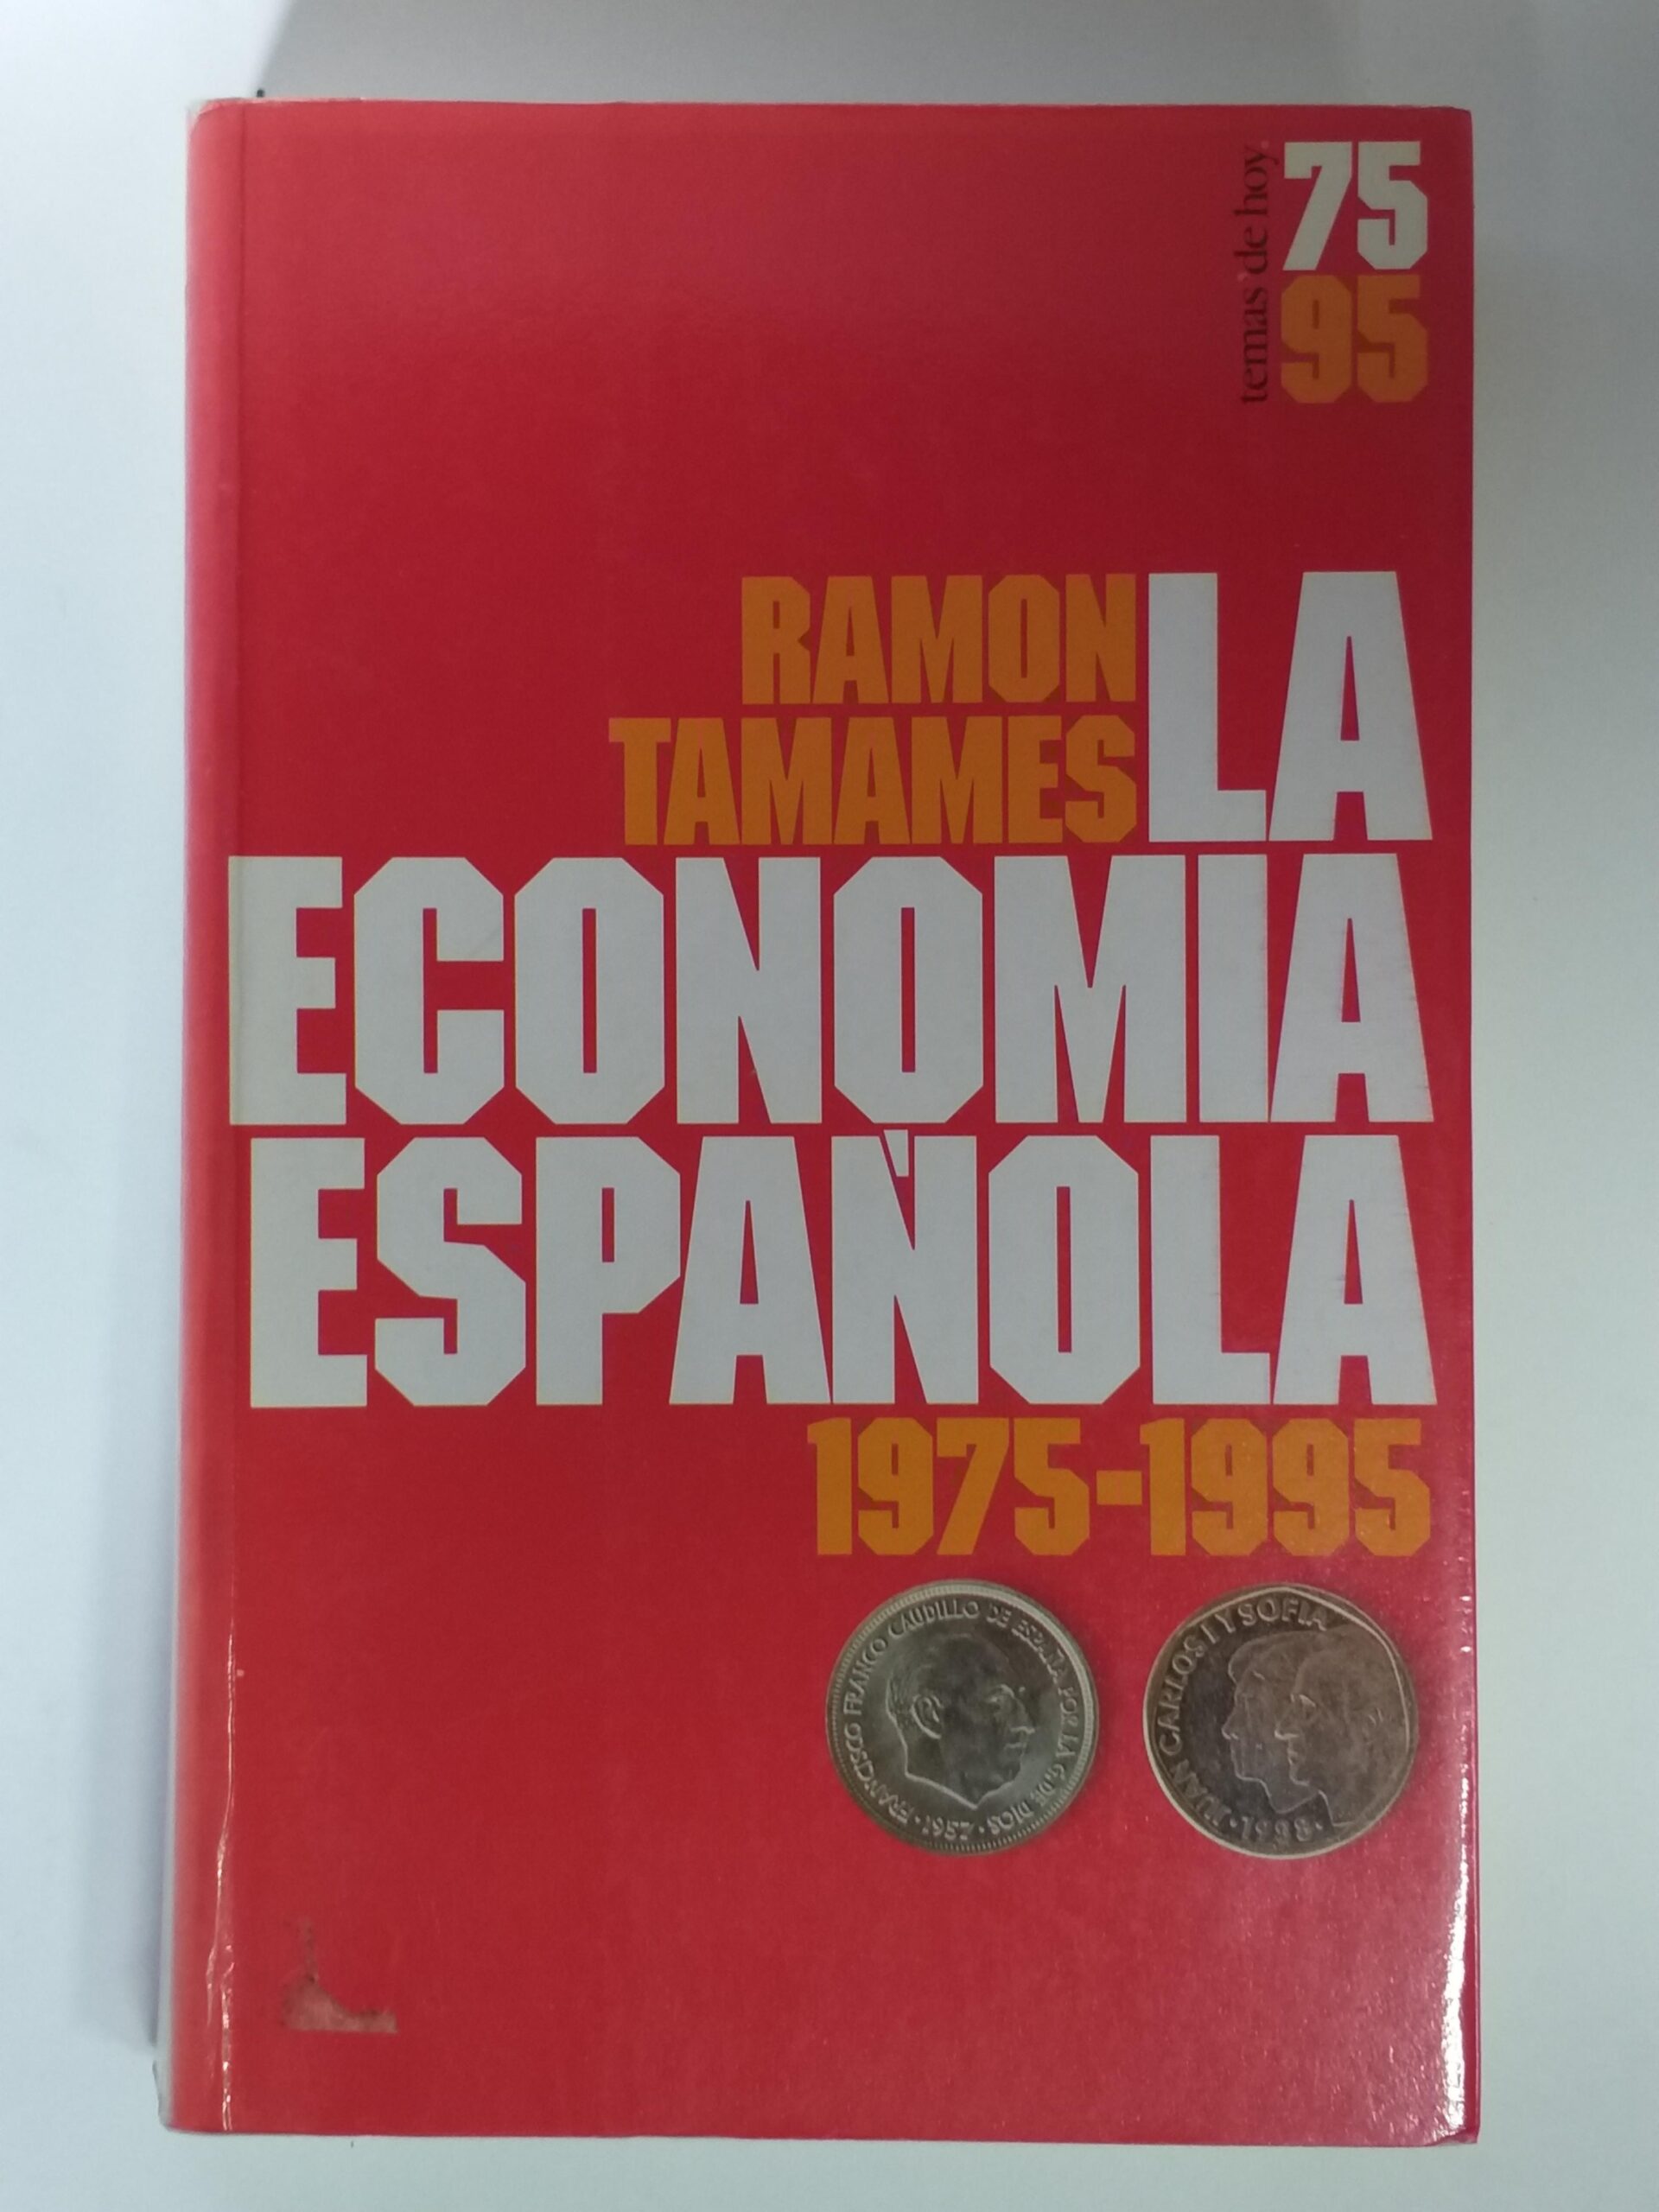 75
temas de hoy.
95
RAMON
TAMAMES
LA
ECONOMIA
ESPAÑOLA
1975-1995
FRANCISCO FRANCO CAUDILLO DE ESPAÑA POR LA G. DE DIOS · 1957 ·
JUAN CARLOS I Y SOFIA · 1998 ·